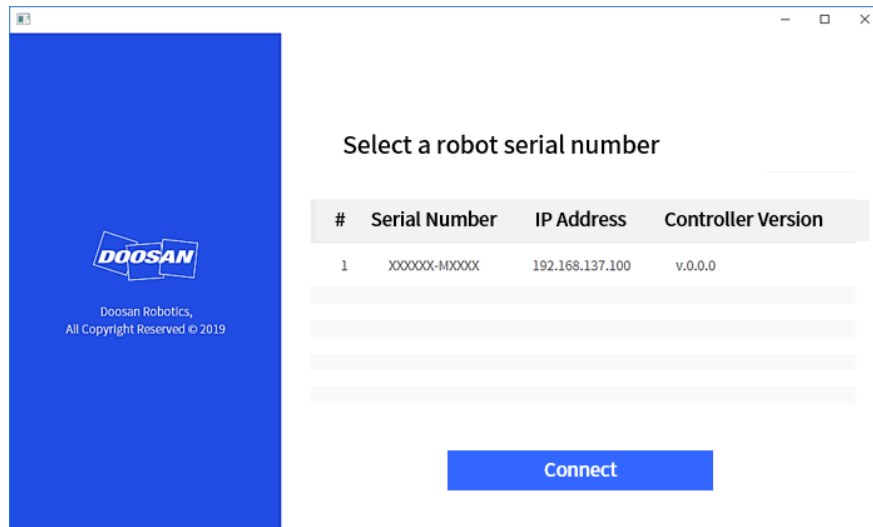 DOOSAN
Doosan Robotics,
All Copyright Reserved © 2019
Select a robot serial number
# Serial Number IP Address Controller Version
1 XXXXXX-MXXXX 192.168.137.100 v.0.0.0
Connect